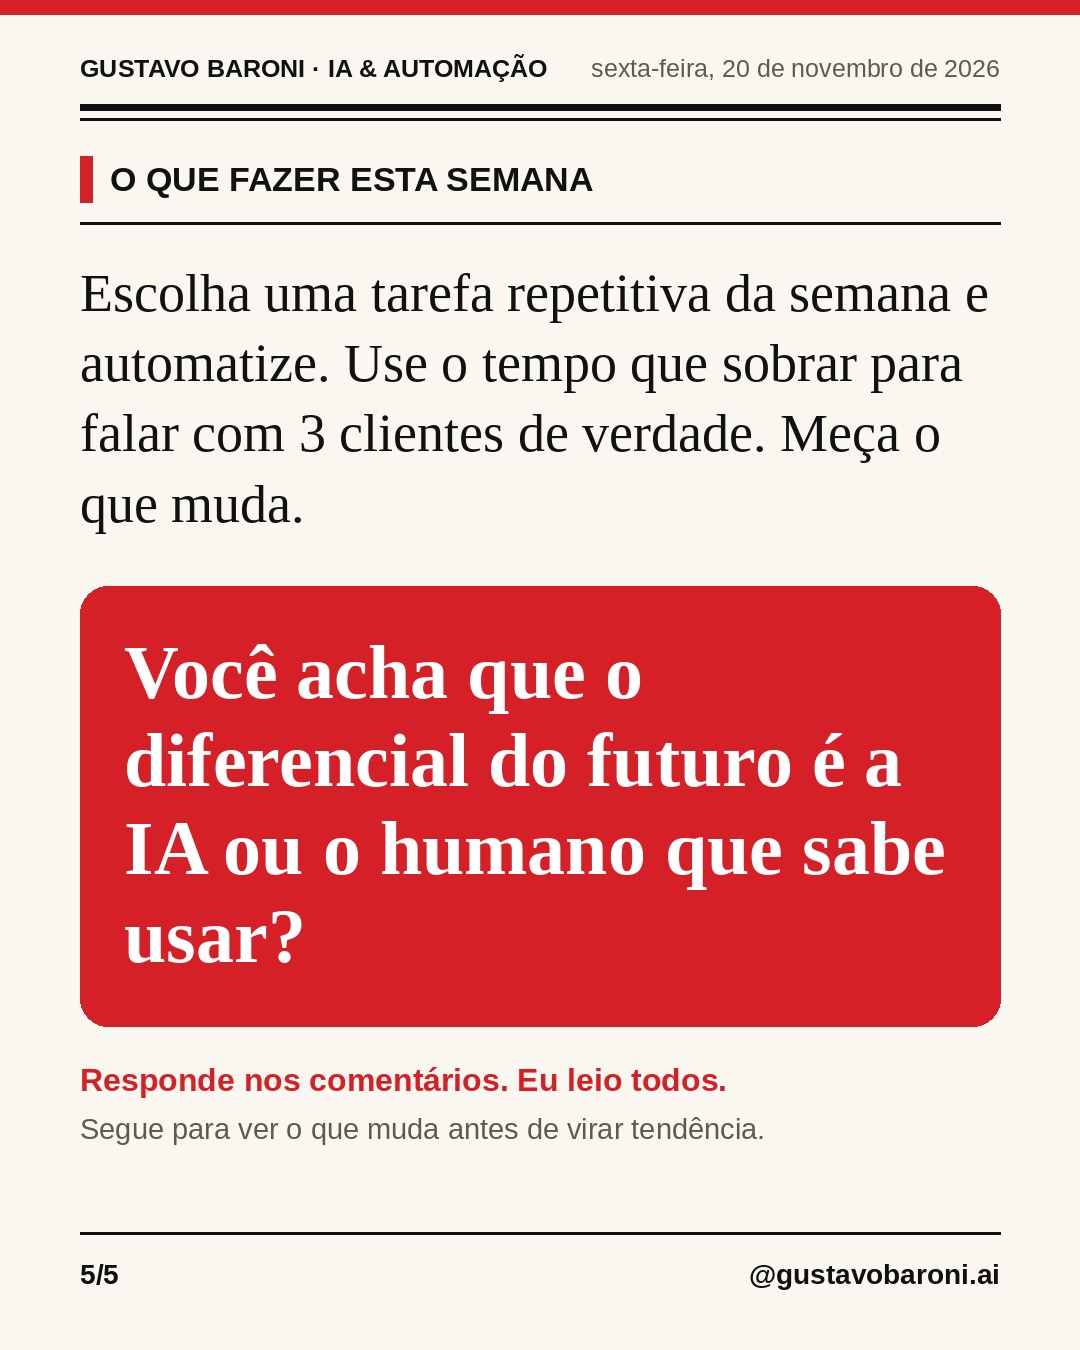 GUSTAVO BARONI · IA & AUTOMAÇÃO
sexta-feira, 20 de novembro de 2026
O QUE FAZER ESTA SEMANA
Escolha uma tarefa repetitiva da semana e
automatize. Use o tempo que sobrar para
falar com 3 clientes de verdade. Meça o
que muda.
Você acha que o
diferencial do futuro é a
IA ou o humano que sabe
usar?
Responde nos comentários. Eu leio todos.
Segue para ver o que muda antes de virar tendência.
5/5
@gustavobaroni.ai